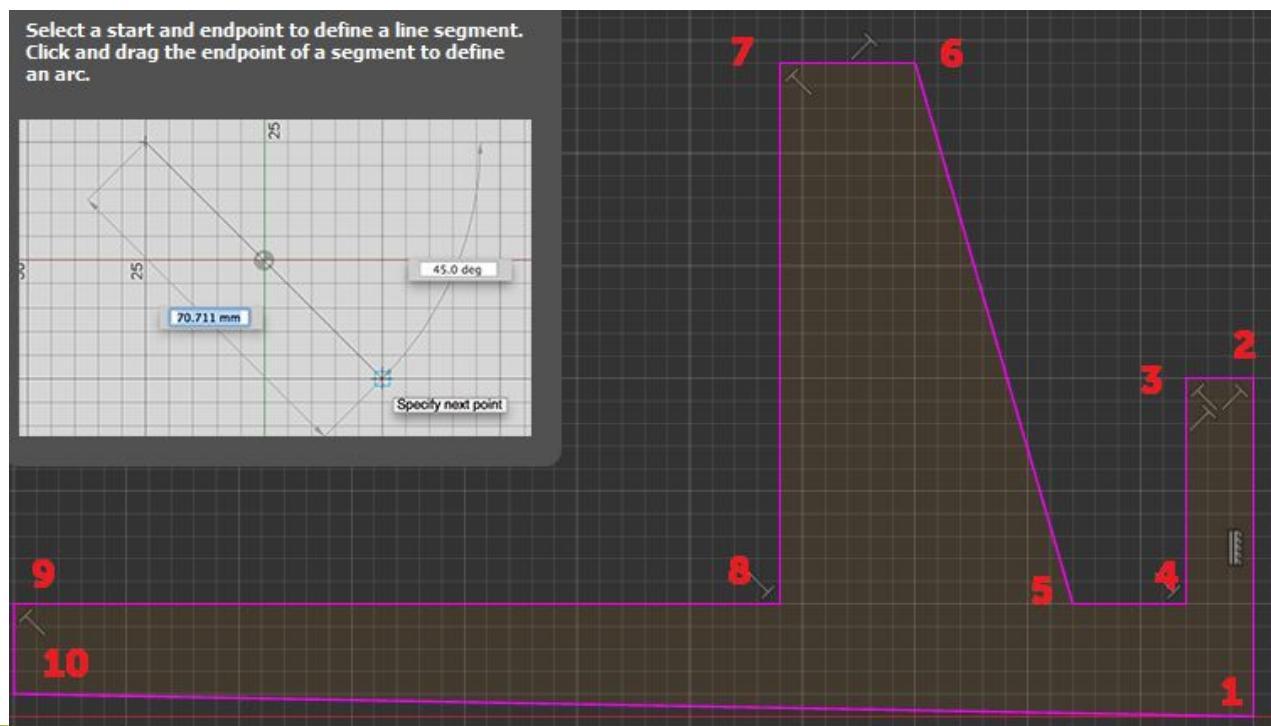 Select a start and endpoint to define a line segment.
Click and drag the endpoint of a segment to define
an arc.
25
25
45.0 deg
70.711 mm
Specify next point
7
6
2
3
9
8
5
4
10
1